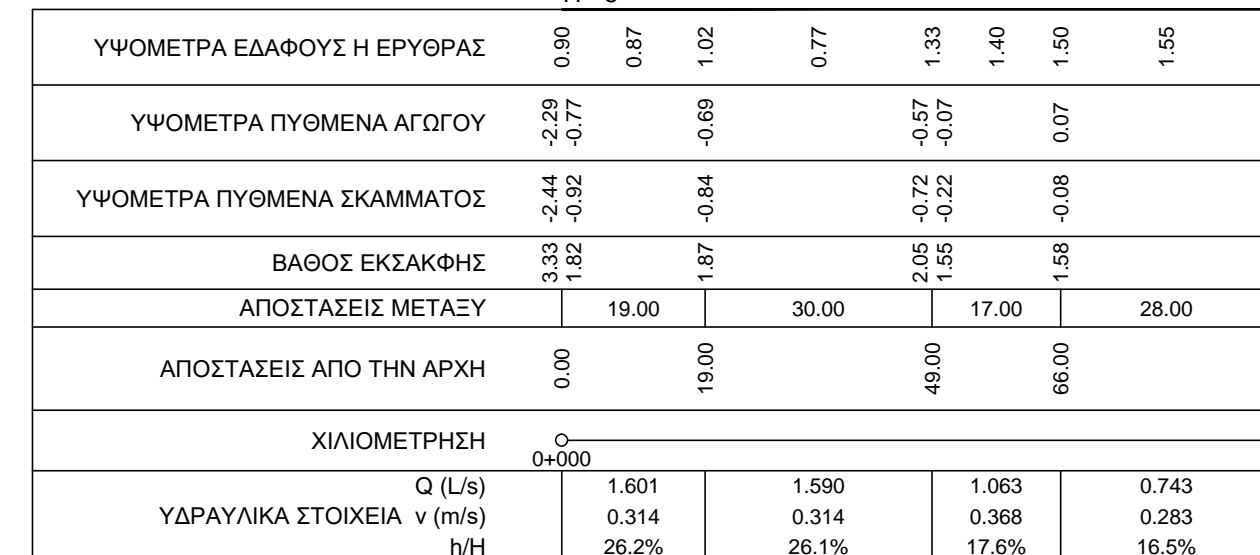 ΥΨΟΜΕΤΡΑ ΕΔΑΦΟΥΣ Η ΕΡΥΘΡΑΣ 0.90 0.87 1.02 0.77 1.33 1.40 1.50 1.55
ΥΨΟΜΕΤΡΑ ΠΥΘΜΕΝΑ ΑΓΩΓΟΥ -2.29 -0.77 -0.69 -0.57 -0.07 0.07
ΥΨΟΜΕΤΡΑ ΠΥΘΜΕΝΑ ΣΚΑΜΜΑΤΟΣ -2.44 -0.92 -0.84 -0.72 -0.22 -0.08
ΒΑΘΟΣ ΕΚΣΑΚΦΗΣ 3.33 1.82 1.87 2.05 1.55 1.58
ΑΠΟΣΤΑΣΕΙΣ ΜΕΤΑΞΥ 19.00 30.00 17.00 28.00
ΑΠΟΣΤΑΣΕΙΣ ΑΠΟ ΤΗΝ ΑΡΧΗ 0.00 19.00 49.00 66.00
ΧΙΛΙΟΜΕΤΡΗΣΗ
0+000
Q (L/s) 1.601 1.590 1.063 0.743
ΥΔΡΑΥΛΙΚΑ ΣΤΟΙΧΕΙΑ v (m/s) 0.314 0.314 0.368 0.283
h/H 26.2% 26.1% 17.6% 16.5%